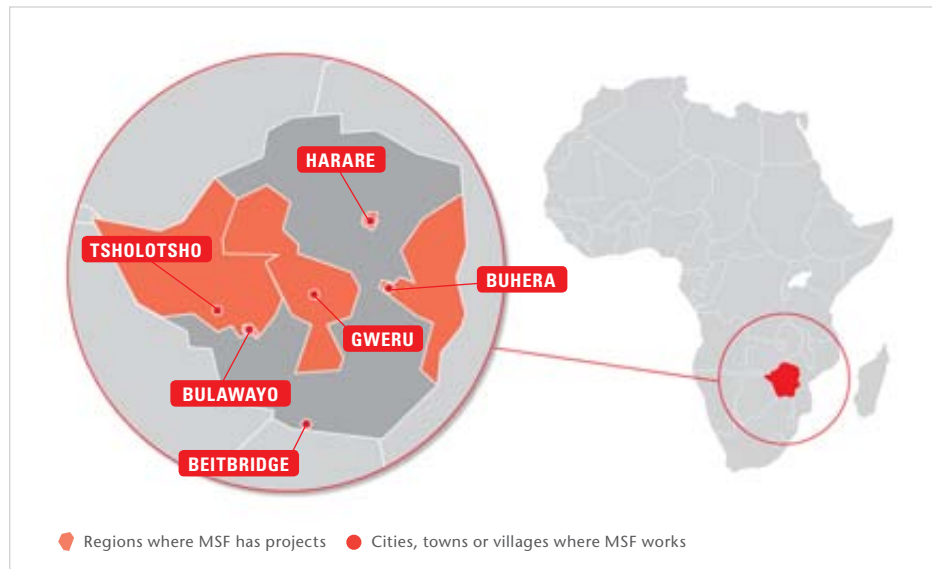 HARARE
TSHOLOTSHO
BUHERA
GWERU
BULAWAYO
BEITBRIDGE
Regions where MSF has projects
Cities, towns or villages where MSF works